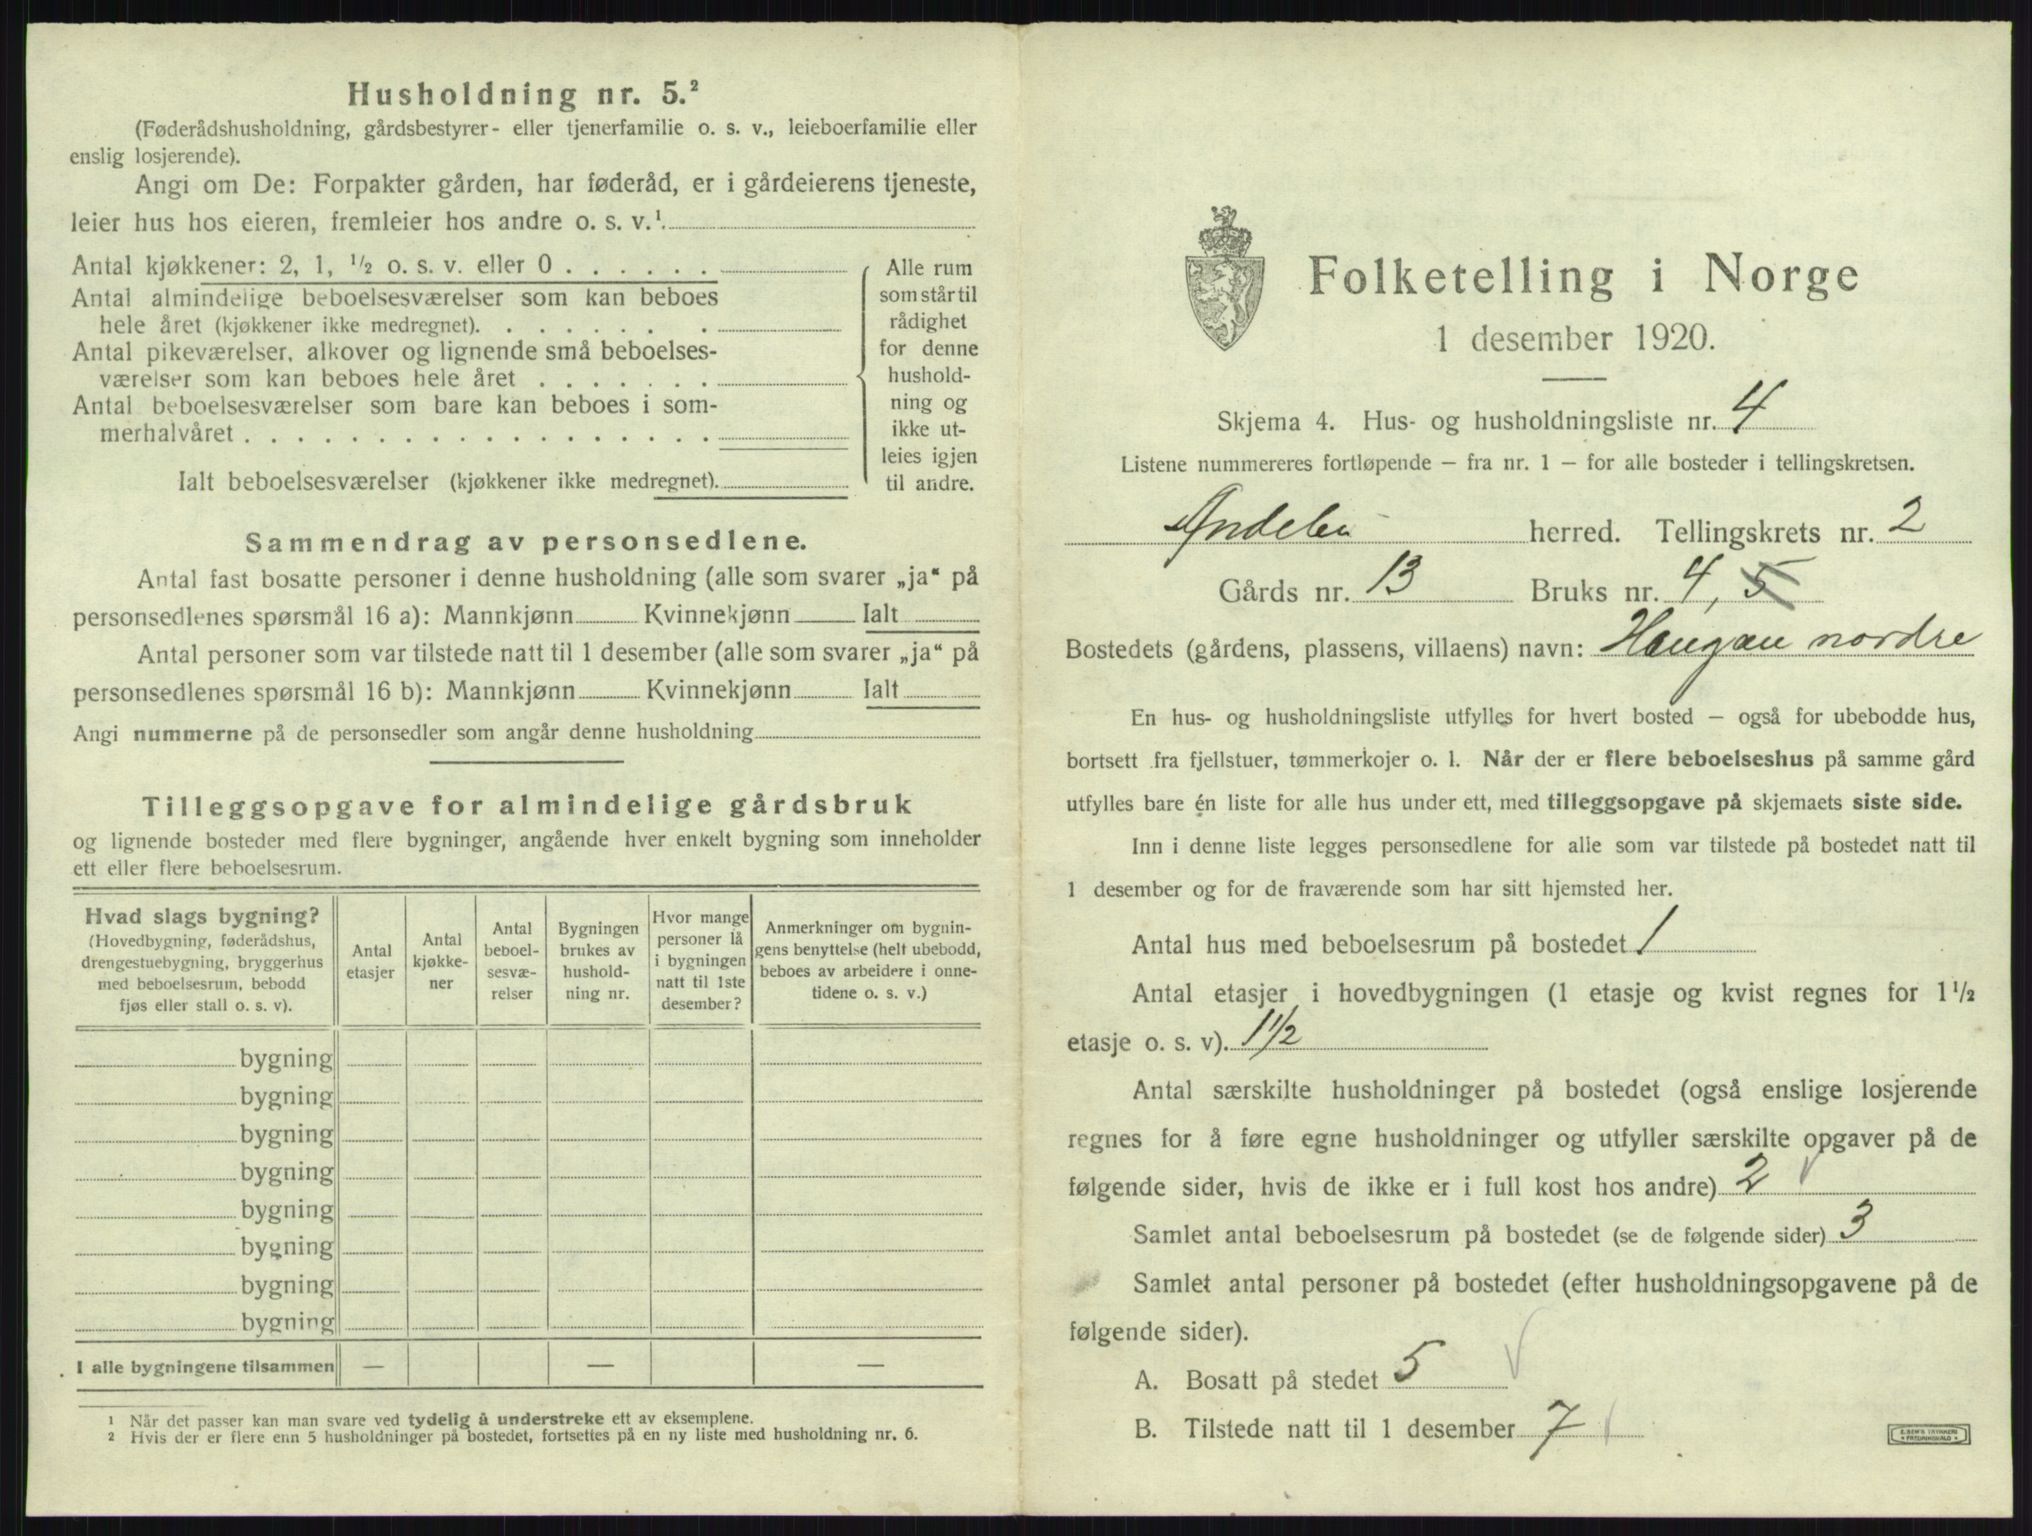 Husholdning nr. 5.²
(Føderådshusholdning, gårdsbestyrer- eller tjenerfamilie o. s. v., leieboerfamilie eller
enslig losjerende).
Angi om De: Forpakter gården, har føderåd, er i gårdeierens tjeneste,
leier hus hos eieren, fremleier hos andre o. s. v.¹
Antal kjøkkener: 2, 1, ½ o. s. v. eller 0 . . . . . .
Antal almindelige beboelsesværelser som kan beboes
hele året (kjøkkener ikke medregnet). . . . . . . .
Antal pikeværelser, alkover og lignende små beboelses-
værelser som kan beboes hele året . . . . . . .
Antal beboelsesværelser som bare kan beboes i som-
merhalvåret . . . . . . . . . . . . . . . . . .
Ialt beboelsesværelser (kjøkkener ikke medregnet).
Alle rum
som står til
rådighet
for denne
hushold-
ning og
ikke ut-
leies igjen
til andre.
Sammendrag av personsedlene.
Antal fast bosatte personer i denne husholdning (alle som svarer „ja“ på
personsedlenes spørsmål 16 a): Mannkjønn Kvinnekjønn Ialt
Antal personer som var tilstede natt til 1 desember (alle som svarer „ja“ på
personsedlenes spørsmål 16 b): Mannkjønn Kvinnekjønn Ialt
Angi nummerne på de personsedler som angår denne husholdning
Tilleggsopgave for almindelige gårdsbruk
og lignende bosteder med flere bygninger, angående hver enkelt bygning som inneholder
ett eller flere beboelsesrum.
Hvad slags bygning?
(Hovedbygning, føderådshus,
drengestuebygning, bryggerhus
med beboelsesrum, bebodd
fjøs eller stall o. s. v).
Antal
etasjer
Antal
kjøkke-
ner
Antal
beboel-
sesvæ-
relser
Bygningen
brukes av
hushold-
ning nr.
Hvor mange
personer lå
i bygningen
natt til 1ste
desember?
Anmerkninger om bygnin-
gens benyttelse (helt ubebodd,
beboes av arbeidere i onne-
tidene o. s. v.)
bygning
bygning
bygning
bygning
bygning
bygning
bygning
bygning
I alle bygningene tilsammen — — —
¹ Når det passer kan man svare ved tydelig å understreke ett av eksemplene.
² Hvis der er flere enn 5 husholdninger på bostedet, fortsettes på en ny liste med husholdning nr. 6.
Folketelling i Norge
1 desember 1920.
Skjema 4. Hus- og husholdningsliste nr. 4
Listene nummereres fortløpende — fra nr. 1 — for alle bosteder i tellingskretsen.
Andebu herred. Tellingskrets nr. 2
Gårds nr. 13 Bruks nr. 4, 5
Bostedets (gårdens, plassens, villaens) navn: Haugan nordre
En hus- og husholdningsliste utfylles for hvert bosted — også for ubebodde hus,
bortsett fra fjellstuer, tømmerkojer o. l. Når der er flere beboelseshus på samme gård
utfylles bare én liste for alle hus under ett, med tilleggsopgave på skjemaets siste side.
Inn i denne liste legges personsedlene for alle som var tilstede på bostedet natt til
1 desember og for de fraværende som har sitt hjemsted her.
Antal hus med beboelsesrum på bostedet 1
Antal etasjer i hovedbygningen (1 etasje og kvist regnes for 1½
etasje o. s. v). 1½
Antal særskilte husholdninger på bostedet (også enslige losjerende
regnes for å føre egne husholdninger og utfyller særskilte opgaver på de
følgende sider, hvis de ikke er i full kost hos andre) 2
Samlet antal beboelsesrum på bostedet (se de følgende sider) 3
Samlet antal personer på bostedet (efter husholdningsopgavene på de
følgende sider).
A. Bosatt på stedet 5
B. Tilstede natt til 1 desember 7